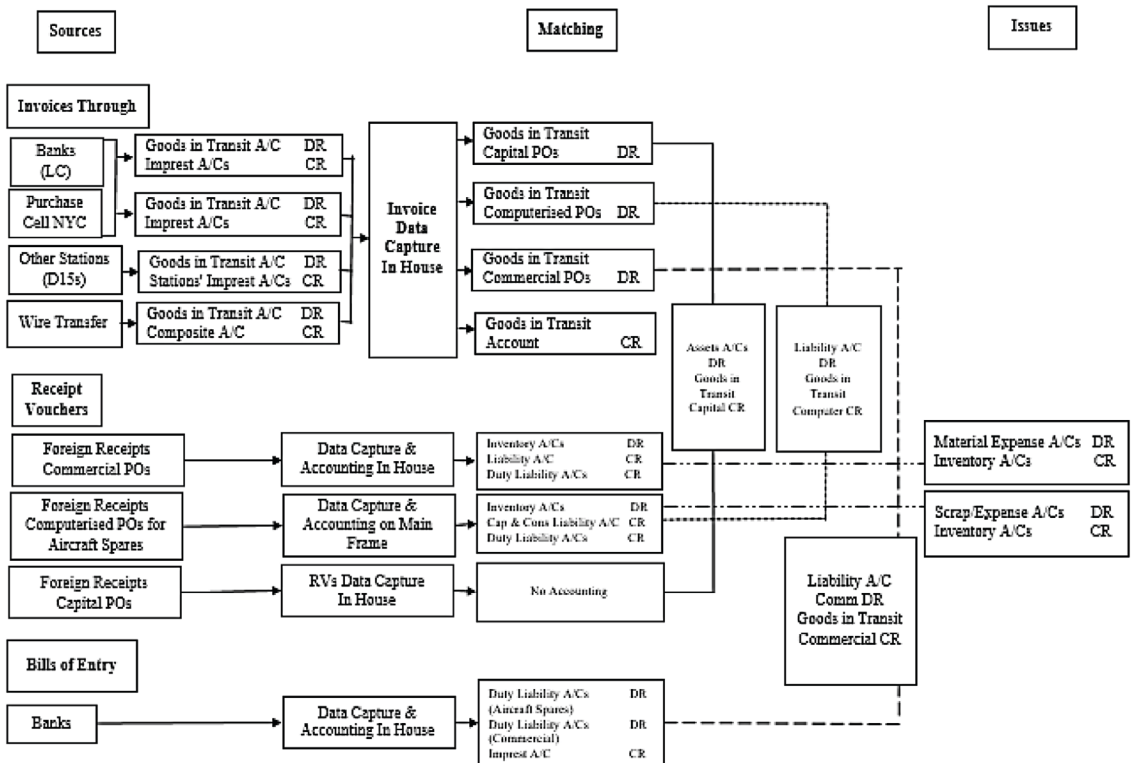 Sources
Matching
Issues
Invoices Through
Banks
(LC)
Purchase
Cell NYC
Other Stations
(D15s)
Wire Transfer
Goods in Transit A/C DR
Imprest A/Cs CR
Goods in Transit A/C DR
Imprest A/Cs CR
Goods in Transit A/C DR
Stations' Imprest A/Cs CR
Goods in Transit A/C DR
Composite A/C CR
Invoice
Data
Capture
In House
Goods in Transit
Capital POs DR
Goods in Transit
Computerised POs DR
Goods in Transit
Commercial POs DR
Goods in Transit
Account CR
Assets A/Cs
DR
Goods in
Transit
Capital CR
Liability A/C
DR
Goods in
Transit
Computer CR
Receipt
Vouchers
Foreign Receipts
Commercial POs
Data Capture &
Accounting In House
Inventory A/Cs DR
Liability A/C CR
Duty Liability A/Cs CR
Material Expense A/Cs DR
Inventory A/Cs CR
Foreign Receipts
Computerised POs for
Aircraft Spares
Data Capture &
Accounting on Main
Frame
Inventory A/Cs DR
Cap & Cons Liability A/C CR
Duty Liability A/Cs CR
Scrap/Expense A/Cs DR
Inventory A/Cs CR
Foreign Receipts
Capital POs
RVs Data Capture
In House
No Accounting
Liability A/C
Comm DR
Goods in Transit
Commercial CR
Bills of Entry
Banks
Data Capture &
Accounting In House
Duty Liability A/Cs DR
(Aircraft Spares)
Duty Liability A/Cs DR
(Commercial)
Imprest A/C CR